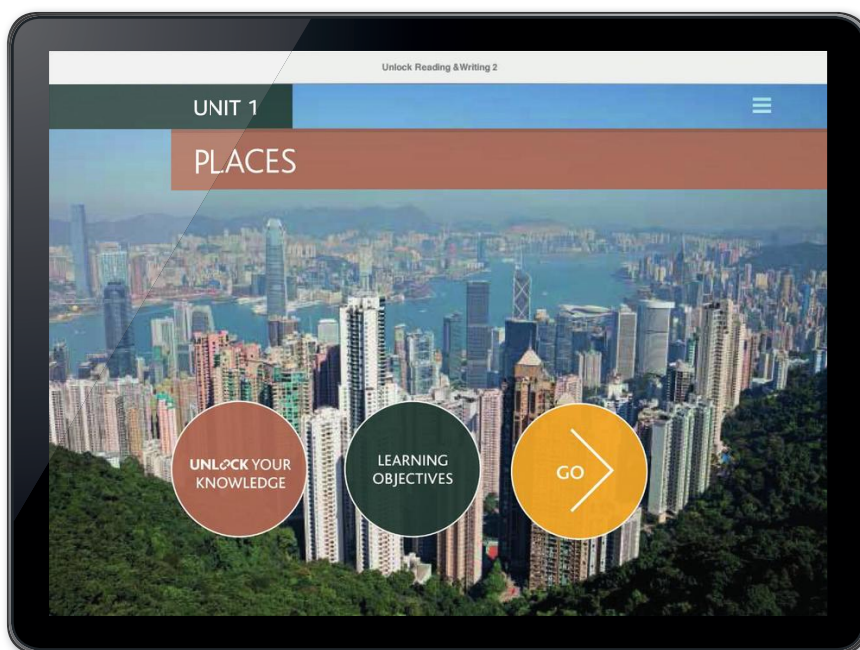 Unlock Reading &Writing 2
UNIT 1
PLACES
UNLOCK YOUR
KNOWLEDGE
LEARNING
OBJECTIVES
GO